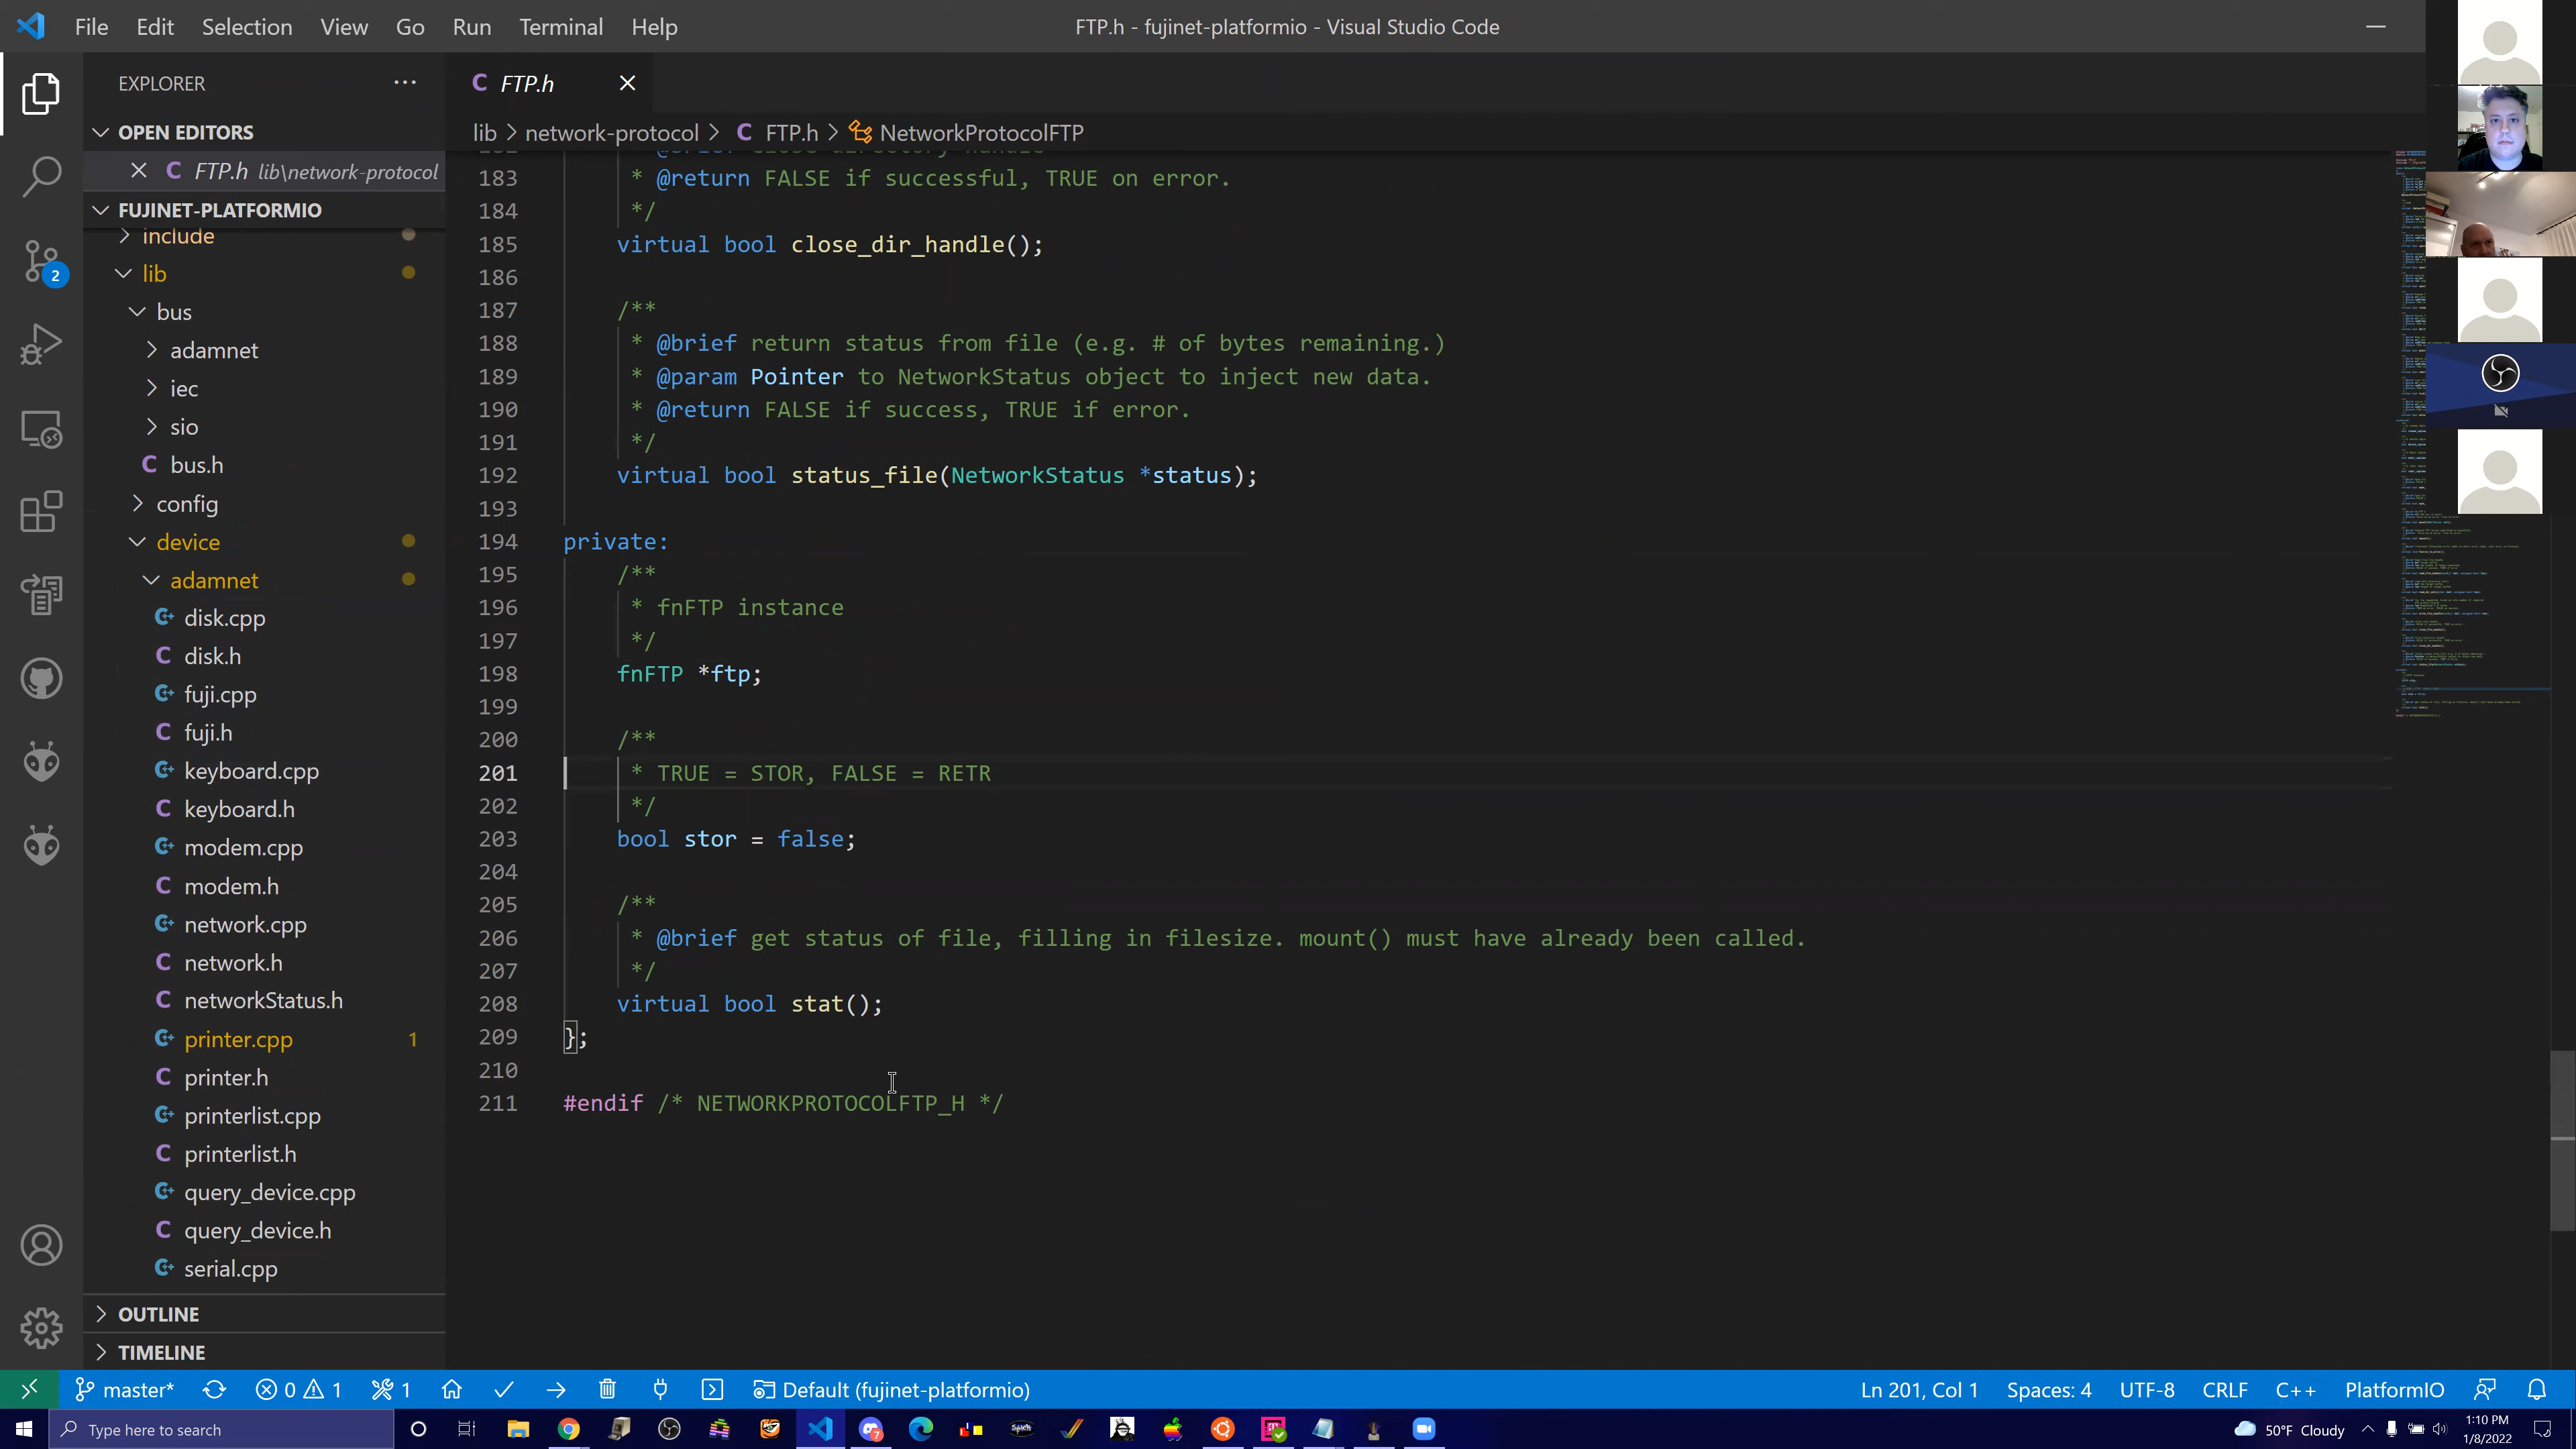 File Edit Selection View Go Run Terminal Help
FTP.h - fujinet-platformio - Visual Studio Code
EXPLORER
OPEN EDITORS
FTP.h lib\network-protocol
FUJINET-PLATFORMIO
include
lib
bus
adamnet
iec
sio
bus.h
config
device
adamnet
disk.cpp
disk.h
fuji.cpp
fuji.h
keyboard.cpp
keyboard.h
modem.cpp
modem.h
network.cpp
network.h
networkStatus.h
printer.cpp 1
printer.h
printerlist.cpp
printerlist.h
query_device.cpp
query_device.h
serial.cpp
OUTLINE
TIMELINE
2
FTP.h
lib > network-protocol > C FTP.h > NetworkProtocolFTP
183 * @return FALSE if successful, TRUE on error.
184 */
185 virtual bool close_dir_handle();
186
187 /**
188 * @brief return status from file (e.g. # of bytes remaining.)
189 * @param Pointer to NetworkStatus object to inject new data.
190 * @return FALSE if success, TRUE if error.
191 */
192 virtual bool status_file(NetworkStatus *status);
193
194 private:
195 /**
196 * fnFTP instance
197 */
198 fnFTP *ftp;
199
200 /**
201 * TRUE = STOR, FALSE = RETR
202 */
203 bool stor = false;
204
205 /**
206 * @brief get status of file, filling in filesize. mount() must have already been called.
207 */
208 virtual bool stat();
209 };
210
211 #endif /* NETWORKPROTOCOLFTP_H */
master* 0 1 1 Default (fujinet-platformio) Ln 201, Col 1 Spaces: 4 UTF-8 CRLF C++ PlatformIO
Type here to search
50°F Cloudy
1:10 PM
1/8/2022